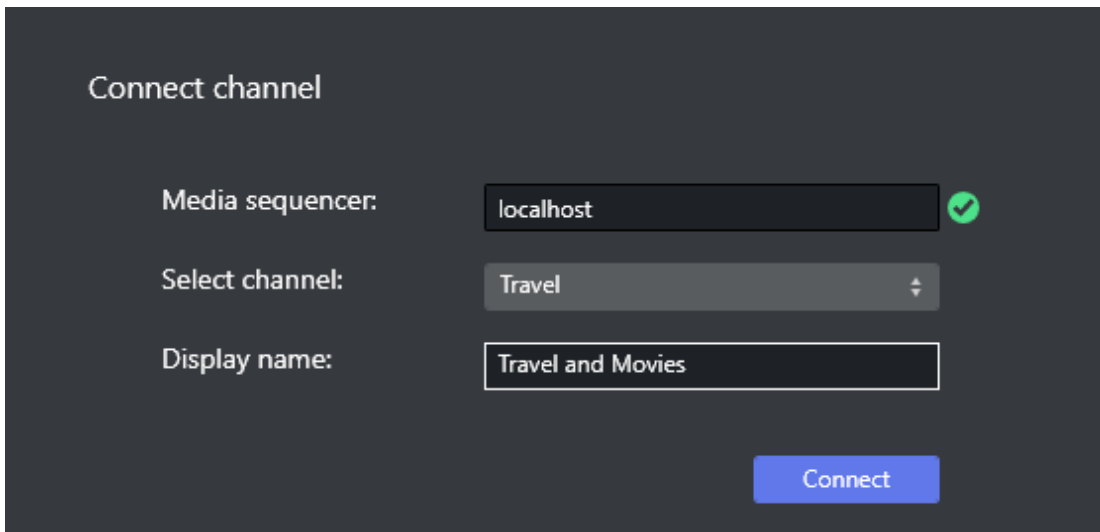 Connect channel
Media sequencer: localhost
Select channel: Travel
Display name: Travel and Movies
Connect